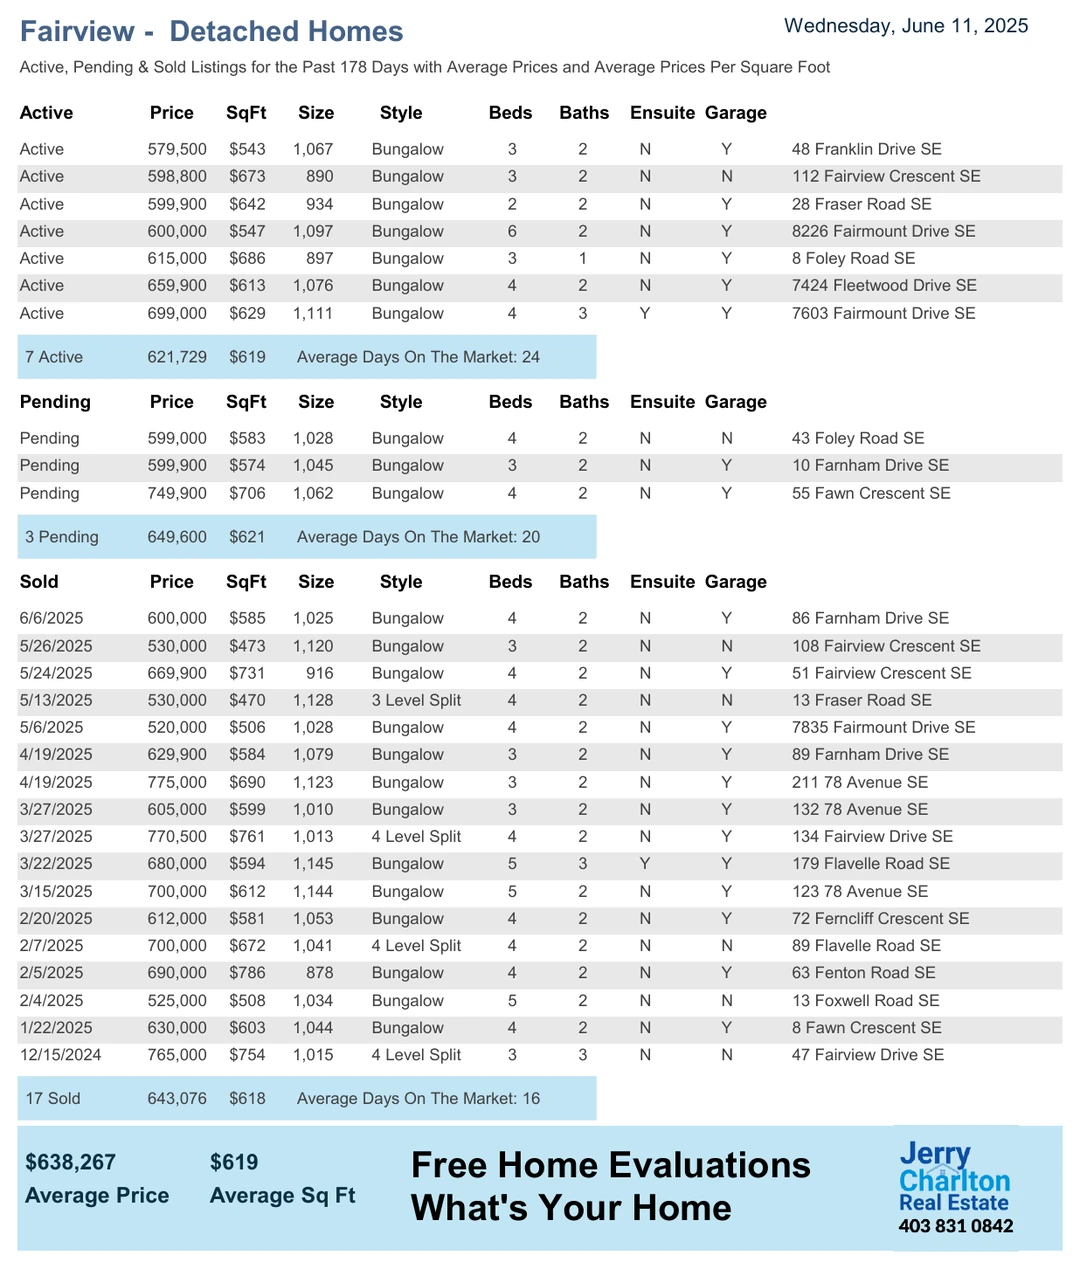 Fairview -  Detached Homes
Wednesday, June 11, 2025
Active, Pending & Sold Listings for the Past 178 Days with Average Prices and Average Prices Per Square Foot
Active Price SqFt Size Style Beds Baths Ensuite Garage
Active 579,500 $543 1,067 Bungalow 3 2 N Y 48 Franklin Drive SE
Active 598,800 $673 890 Bungalow 3 2 N N 112 Fairview Crescent SE
Active 599,900 $642 934 Bungalow 2 2 N Y 28 Fraser Road SE
Active 600,000 $547 1,097 Bungalow 6 2 N Y 8226 Fairmount Drive SE
Active 615,000 $686 897 Bungalow 3 1 N Y 8 Foley Road SE
Active 659,900 $613 1,076 Bungalow 4 2 N Y 7424 Fleetwood Drive SE
Active 699,000 $629 1,111 Bungalow 4 3 Y Y 7603 Fairmount Drive SE
7 Active 621,729 $619 Average Days On The Market: 24
Pending Price SqFt Size Style Beds Baths Ensuite Garage
Pending 599,000 $583 1,028 Bungalow 4 2 N N 43 Foley Road SE
Pending 599,900 $574 1,045 Bungalow 3 2 N Y 10 Farnham Drive SE
Pending 749,900 $706 1,062 Bungalow 4 2 N Y 55 Fawn Crescent SE
3 Pending 649,600 $621 Average Days On The Market: 20
Sold Price SqFt Size Style Beds Baths Ensuite Garage
6/6/2025 600,000 $585 1,025 Bungalow 4 2 N Y 86 Farnham Drive SE
5/26/2025 530,000 $473 1,120 Bungalow 3 2 N N 108 Fairview Crescent SE
5/24/2025 669,900 $731 916 Bungalow 4 2 N Y 51 Fairview Crescent SE
5/13/2025 530,000 $470 1,128 3 Level Split 4 2 N N 13 Fraser Road SE
5/6/2025 520,000 $506 1,028 Bungalow 4 2 N Y 7835 Fairmount Drive SE
4/19/2025 629,900 $584 1,079 Bungalow 3 2 N Y 89 Farnham Drive SE
4/19/2025 775,000 $690 1,123 Bungalow 3 2 N Y 211 78 Avenue SE
3/27/2025 605,000 $599 1,010 Bungalow 3 2 N Y 132 78 Avenue SE
3/27/2025 770,500 $761 1,013 4 Level Split 4 2 N Y 134 Fairview Drive SE
3/22/2025 680,000 $594 1,145 Bungalow 5 3 Y Y 179 Flavelle Road SE
3/15/2025 700,000 $612 1,144 Bungalow 5 2 N Y 123 78 Avenue SE
2/20/2025 612,000 $581 1,053 Bungalow 4 2 N Y 72 Ferncliff Crescent SE
2/7/2025 700,000 $672 1,041 4 Level Split 4 2 N N 89 Flavelle Road SE
2/5/2025 690,000 $786 878 Bungalow 4 2 N Y 63 Fenton Road SE
2/4/2025 525,000 $508 1,034 Bungalow 5 2 N N 13 Foxwell Road SE
1/22/2025 630,000 $603 1,044 Bungalow 4 2 N Y 8 Fawn Crescent SE
12/15/2024 765,000 $754 1,015 4 Level Split 3 3 N N 47 Fairview Drive SE
17 Sold 643,076 $618 Average Days On The Market: 16
$638,267 $619
Average Price Average Sq Ft
Free Home Evaluations
What's Your Home
Jerry
Charlton
Real Estate
403 831 0842